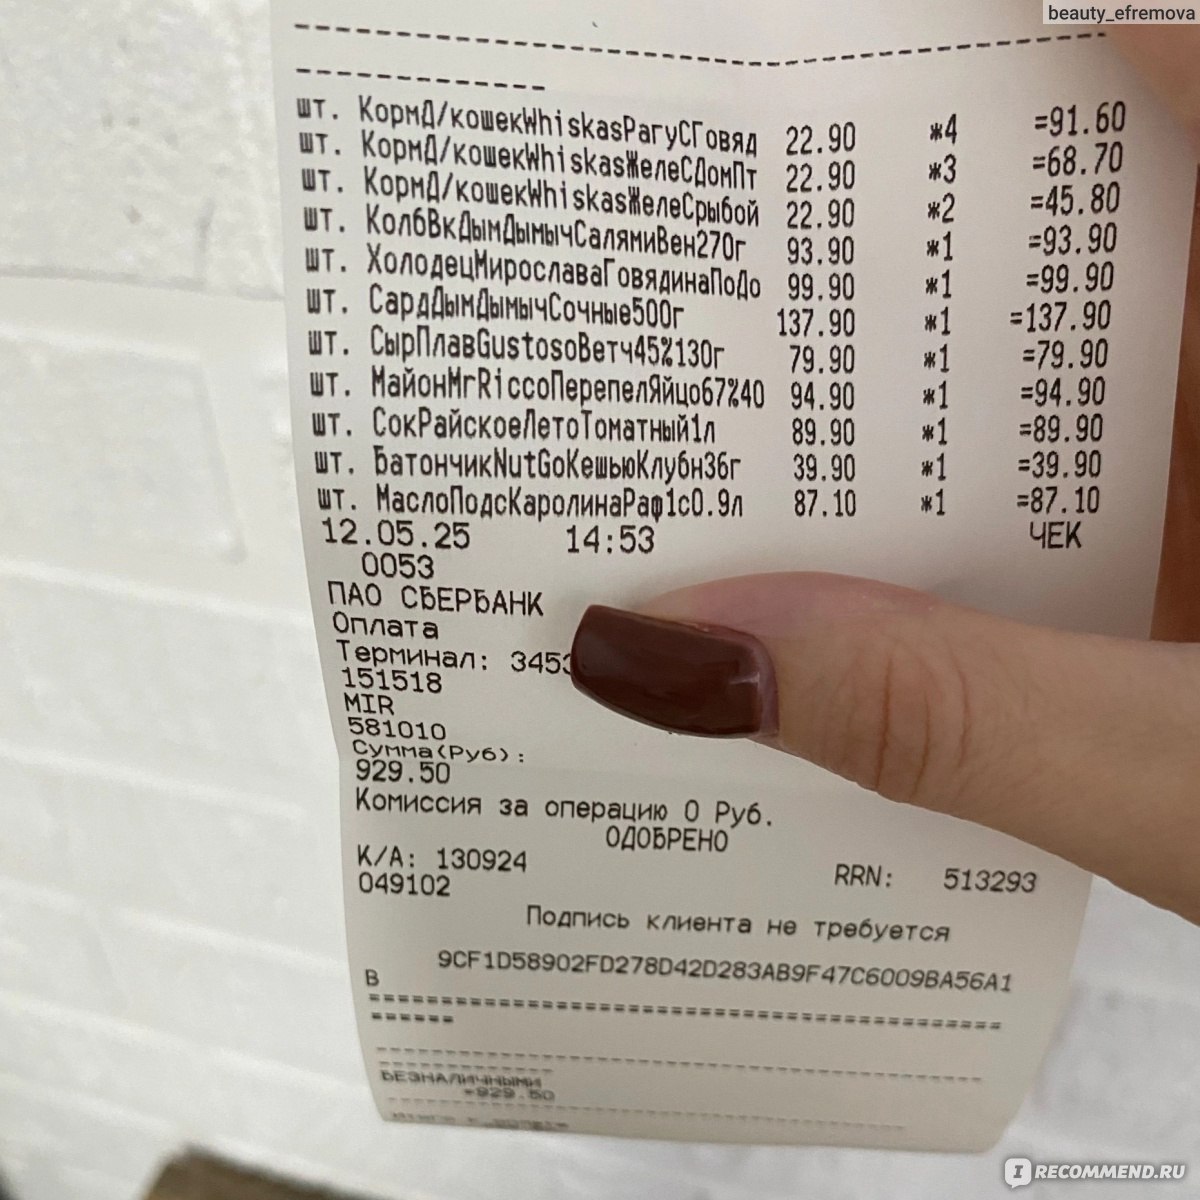 beauty_efremova
шт. КормД/кошекWhiskasРагуСГовяд 22.90 *4 =91.60
шт. КормД/кошекWhiskasЖелеСДомПт 22.90 *3 =68.70
шт. КормД/кошекWhiskasЖелеСрыбой 22.90 *2 =45.80
шт. КолбВкДымДымычСалямиВен270г 93.90 *1 =93.90
шт. ХолодецМирославаГовядинаПоДо 99.90 *1 =99.90
шт. СардДымДымычСочные500г 137.90 *1 =137.90
шт. СырПлавGustosoВетч45%130г 79.90 *1 =79.90
шт. МайонMrRiccoПерепелЯйцо67%40 94.90 *1 =94.90
шт. СокРайскоеЛетоТоматный1л 89.90 *1 =89.90
шт. БатончикNutGoКешьюКлубн36г 39.90 *1 =39.90
шт. МаслоПодсКаролинаРаф1с0.9л 87.10 *1 =87.10
12.05.25 14:53 ЧЕК
0053
ПАО СБЕРБАНК
Оплата
Терминал: 3453
151518
MIR
581010
Сумма(Руб):
929.50
Комиссия за операцию 0 Руб.
ОДОБРЕНО
К/А: 130924 RRN: 513293
049102
Подпись клиента не требуется
9CF1D58902FD278D42D283AB9F47C6009BA56A1
B
БЕЗНАЛИЧНЫМИ
=929.50
IRECOMMEND.RU